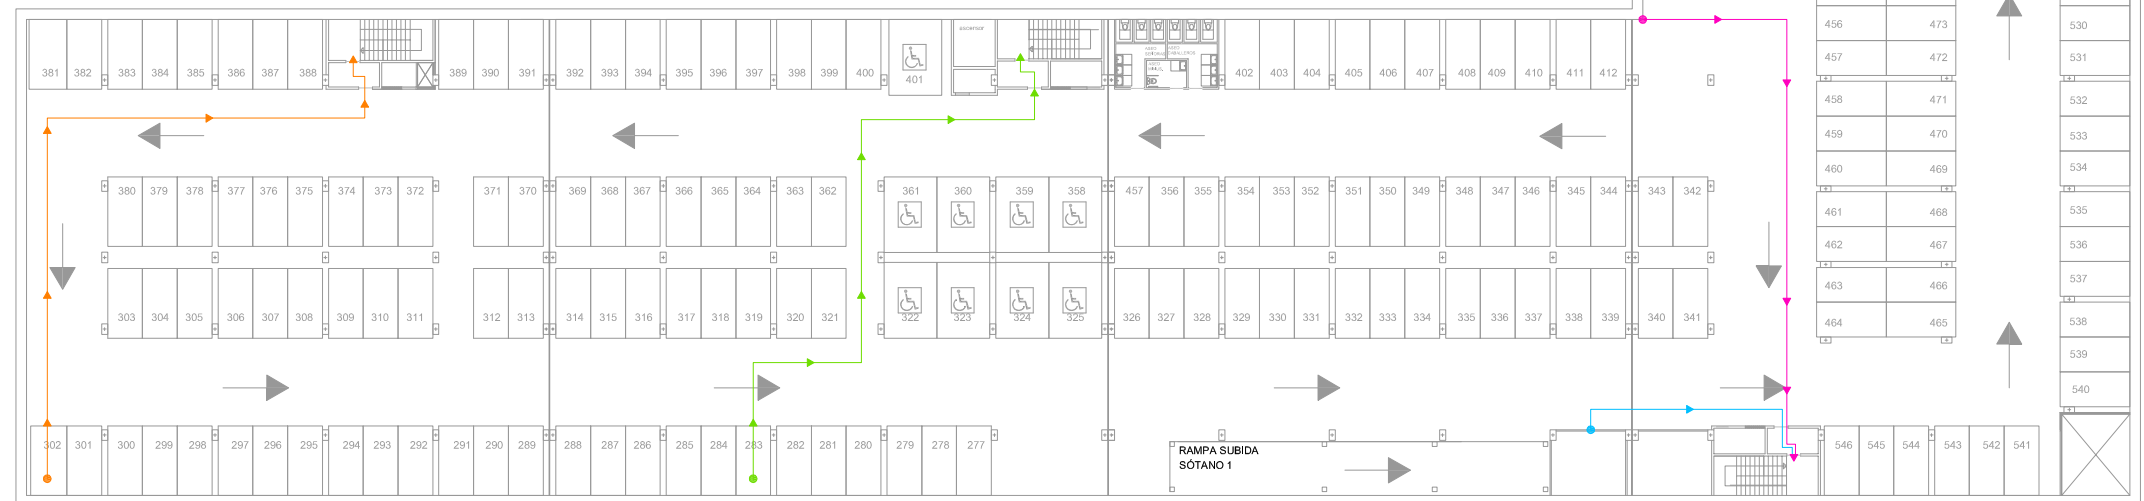 456 473 530
381 382 383 384 385 386 387 388 389 390 391 392 393 394 395 396 397 398 399 400 401 402 403 404 405 406 407 408 409 410 411 412 457 472 531
ascensor
ASEO ASEO
CABALLEROS
ASEO
458 471 532
459 470 533
460 469 534
380 379 378 377 376 375 374 373 372 371 370 369 368 367 366 365 364 363 362 361 360 359 358 457 356 355 354 353 352 351 350 349 348 347 346 345 344 343 342
461 468 535
462 467 536
463 466 537
303 304 305 306 307 308 309 310 311 312 313 314 315 316 317 318 319 320 321 322 323 324 325 326 327 328 329 330 331 332 333 334 335 336 337 338 339 340 341 464 465 538
539
540
302 301 300 299 298 297 296 295 294 293 292 291 290 289 288 287 286 285 284 283 282 281 280 279 278 277 546 545 544 543 542 541
RAMPA SUBIDA
SÓTANO 1